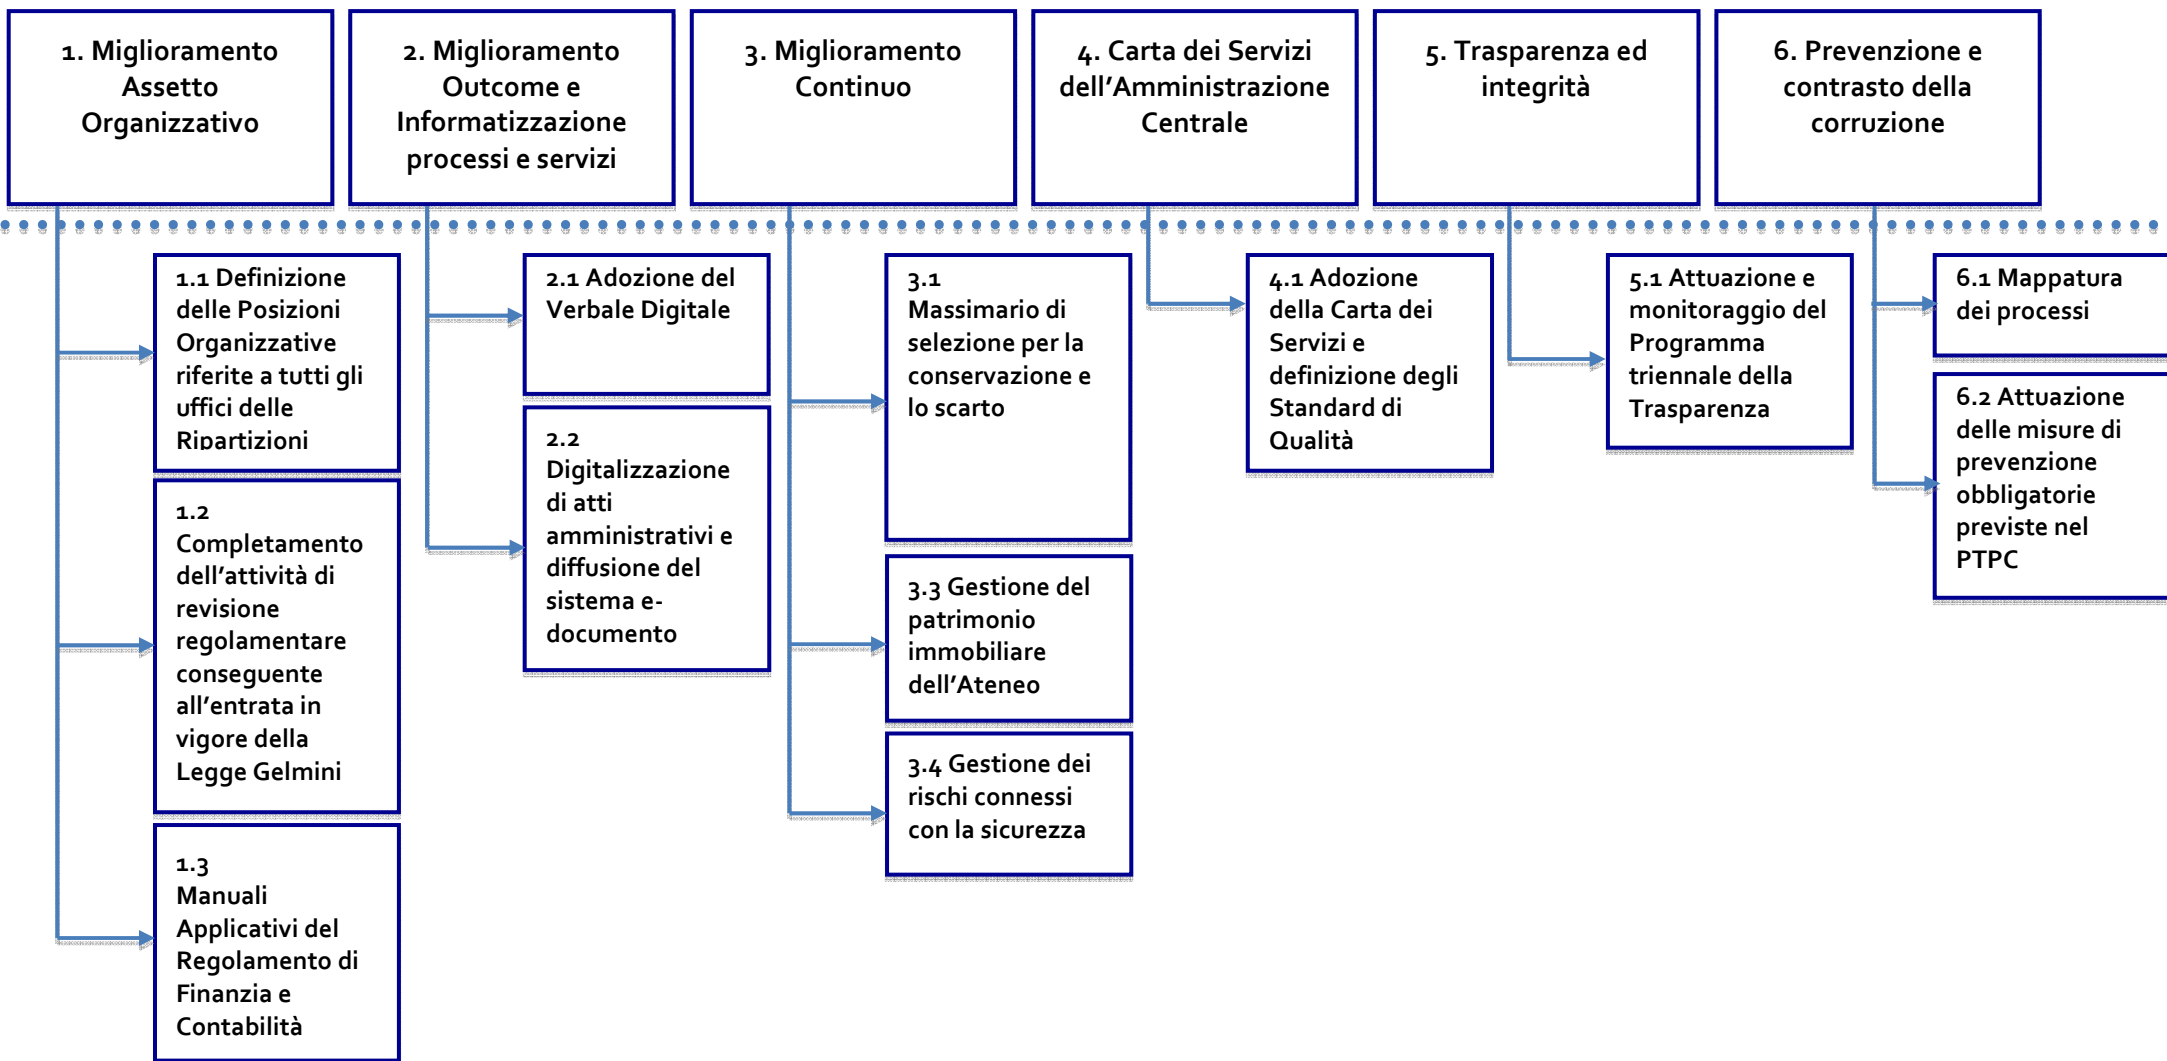 1. Miglioramento
Assetto
Organizzativo
2. Miglioramento
Outcome e
Informatizzazione
processi e servizi
3. Miglioramento
Continuo
4. Carta dei Servizi
dell'Amministrazione
Centrale
5. Trasparenza ed
integrità
6. Prevenzione e
contrasto della
corruzione
1.1 Definizione
delle Posizioni
Organizzative
riferite a tutti gli
uffici delle
Ripartizioni
1.2
Completamento
dell'attività di
revisione
regolamentare
conseguente
all'entrata in
vigore della
Legge Gelmini
1.3
Manuali
Applicativi del
Regolamento di
Finanzia e
Contabilità
2.1 Adozione del
Verbale Digitale
2.2
Digitalizzazione
di atti
amministrativi e
diffusione del
sistema e-
documento
3.1
Massimario di
selezione per la
conservazione e
lo scarto
3.3 Gestione del
patrimonio
immobiliare
dell'Ateneo
3.4 Gestione dei
rischi connessi
con la sicurezza
4.1 Adozione
della Carta dei
Servizi e
definizione degli
Standard di
Qualità
5.1 Attuazione e
monitoraggio del
Programma
triennale della
Trasparenza
6.1 Mappatura
dei processi
6.2 Attuazione
delle misure di
prevenzione
obbligatorie
previste nel
PTPC